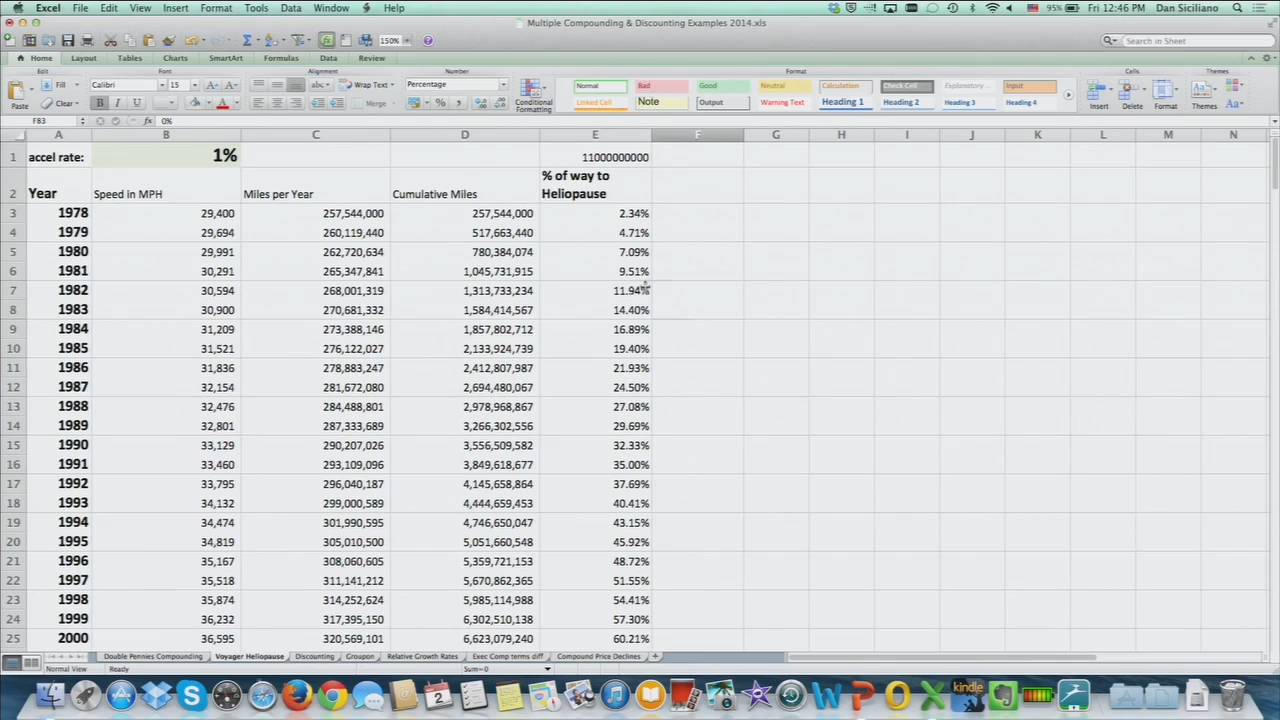 Excel File Edit View Insert Format Tools Data Window Help 95% Fri 12:46 PM Dan Siciliano
Multiple Compounding & Discounting Examples 2014.xls
150% Search in Sheet
Home Layout Tables Charts SmartArt Formulas Data Review
Edit Font Alignment Number Format Cells Themes
Paste Fill Clear Calibri 15 abc Wrap Text Merge Percentage Conditional Formatting Normal Bad Good Neutral Calculation Check Cell Explanatory... Input Insert Delete Format Themes Aa
Linked Cell Note Output Warning Text Heading 1 Heading 2 Heading 3 Heading 4
F83 fx 0%
A B C D E F G H I J K L M N
1 accel rate: 1% 11000000000
2 Year Speed in MPH Miles per Year Cumulative Miles % of way to Heliopause
3 1978 29,400 257,544,000 257,544,000 2.34%
4 1979 29,694 260,119,440 517,663,440 4.71%
5 1980 29,991 262,720,634 780,384,074 7.09%
6 1981 30,291 265,347,841 1,045,731,915 9.51%
7 1982 30,594 268,001,319 1,313,733,234 11.94%
8 1983 30,900 270,681,332 1,584,414,567 14.40%
9 1984 31,209 273,388,146 1,857,802,712 16.89%
10 1985 31,521 276,122,027 2,133,924,739 19.40%
11 1986 31,836 278,883,247 2,412,807,987 21.93%
12 1987 32,154 281,672,080 2,694,480,067 24.50%
13 1988 32,476 284,488,801 2,978,968,867 27.08%
14 1989 32,801 287,333,689 3,266,302,556 29.69%
15 1990 33,129 290,207,026 3,556,509,582 32.33%
16 1991 33,460 293,109,096 3,849,618,677 35.00%
17 1992 33,795 296,040,187 4,145,658,864 37.69%
18 1993 34,132 299,000,589 4,444,659,453 40.41%
19 1994 34,474 301,990,595 4,746,650,047 43.15%
20 1995 34,819 305,010,500 5,051,660,548 45.92%
21 1996 35,167 308,060,605 5,359,721,153 48.72%
22 1997 35,518 311,141,212 5,670,862,365 51.55%
23 1998 35,874 314,252,624 5,985,114,988 54.41%
24 1999 36,232 317,395,150 6,302,510,138 57.30%
25 2000 36,595 320,569,101 6,623,079,240 60.21%
Double Pennies Compounding Voyager Heliopause Discounting Groupon Relative Growth Rates Exec Comp terms diff Compound Price Declines
Normal View Ready Sum=0
2 kindle